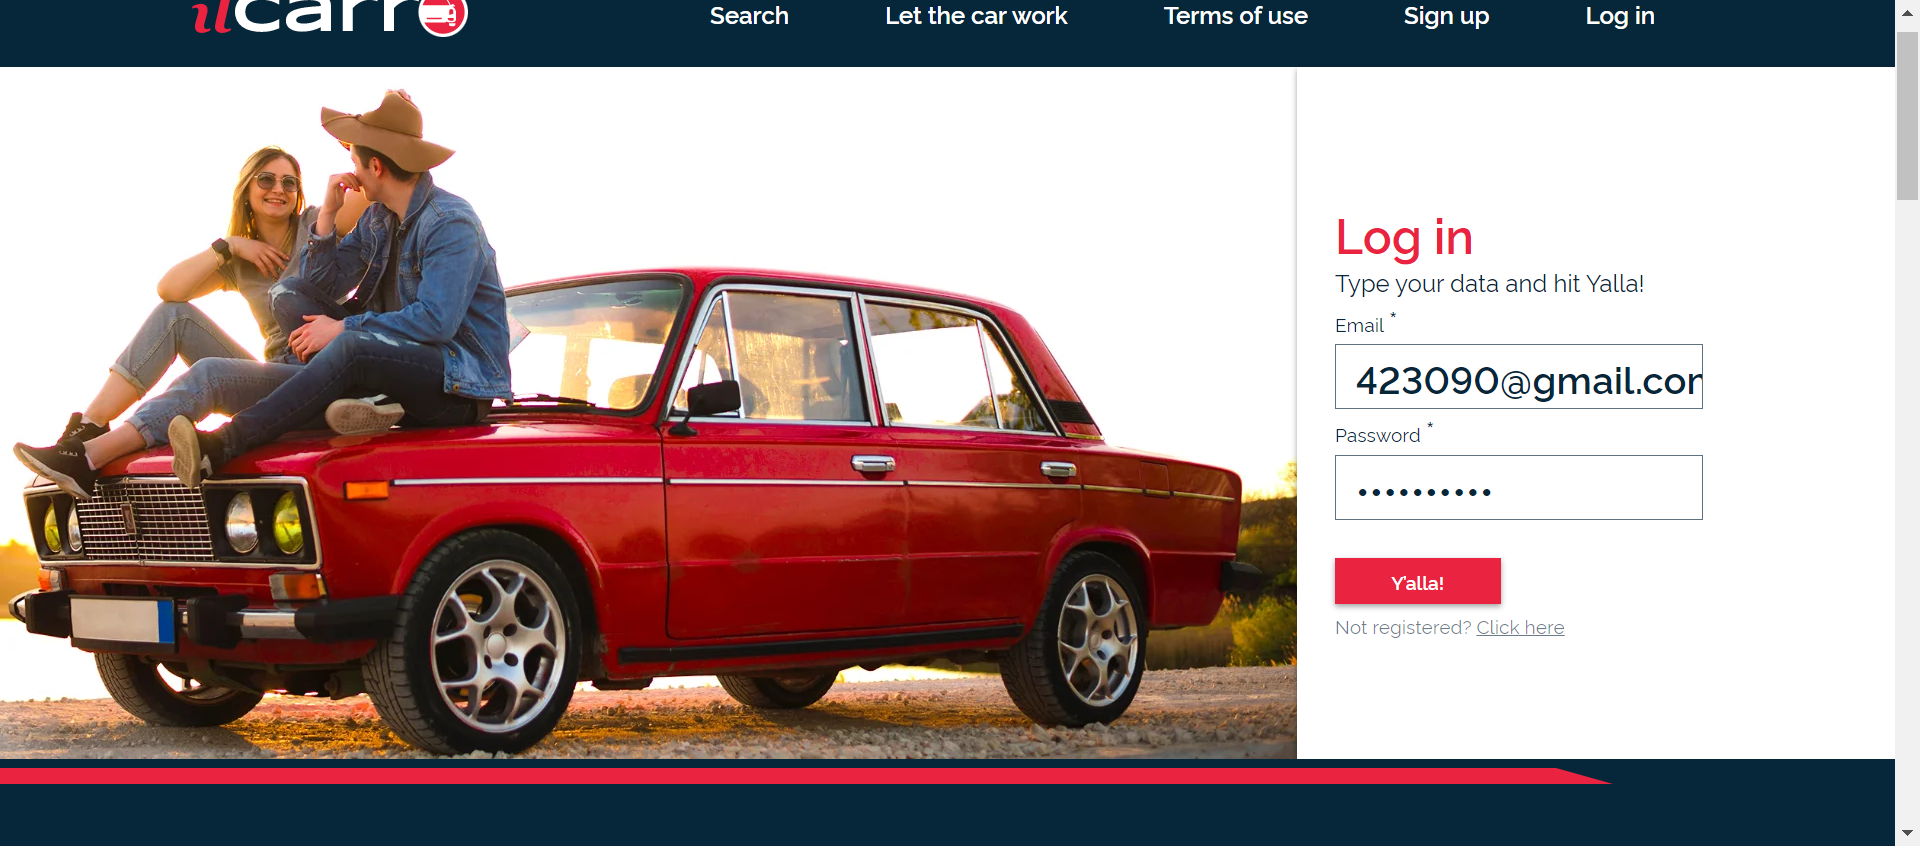 ilcarro
Search
Let the car work
Terms of use
Sign up
Log in
Log in
Type your data and hit Yalla!
Email *
423090@gmail.com
Password *
••••••••••
Y'alla!
Not registered? Click here